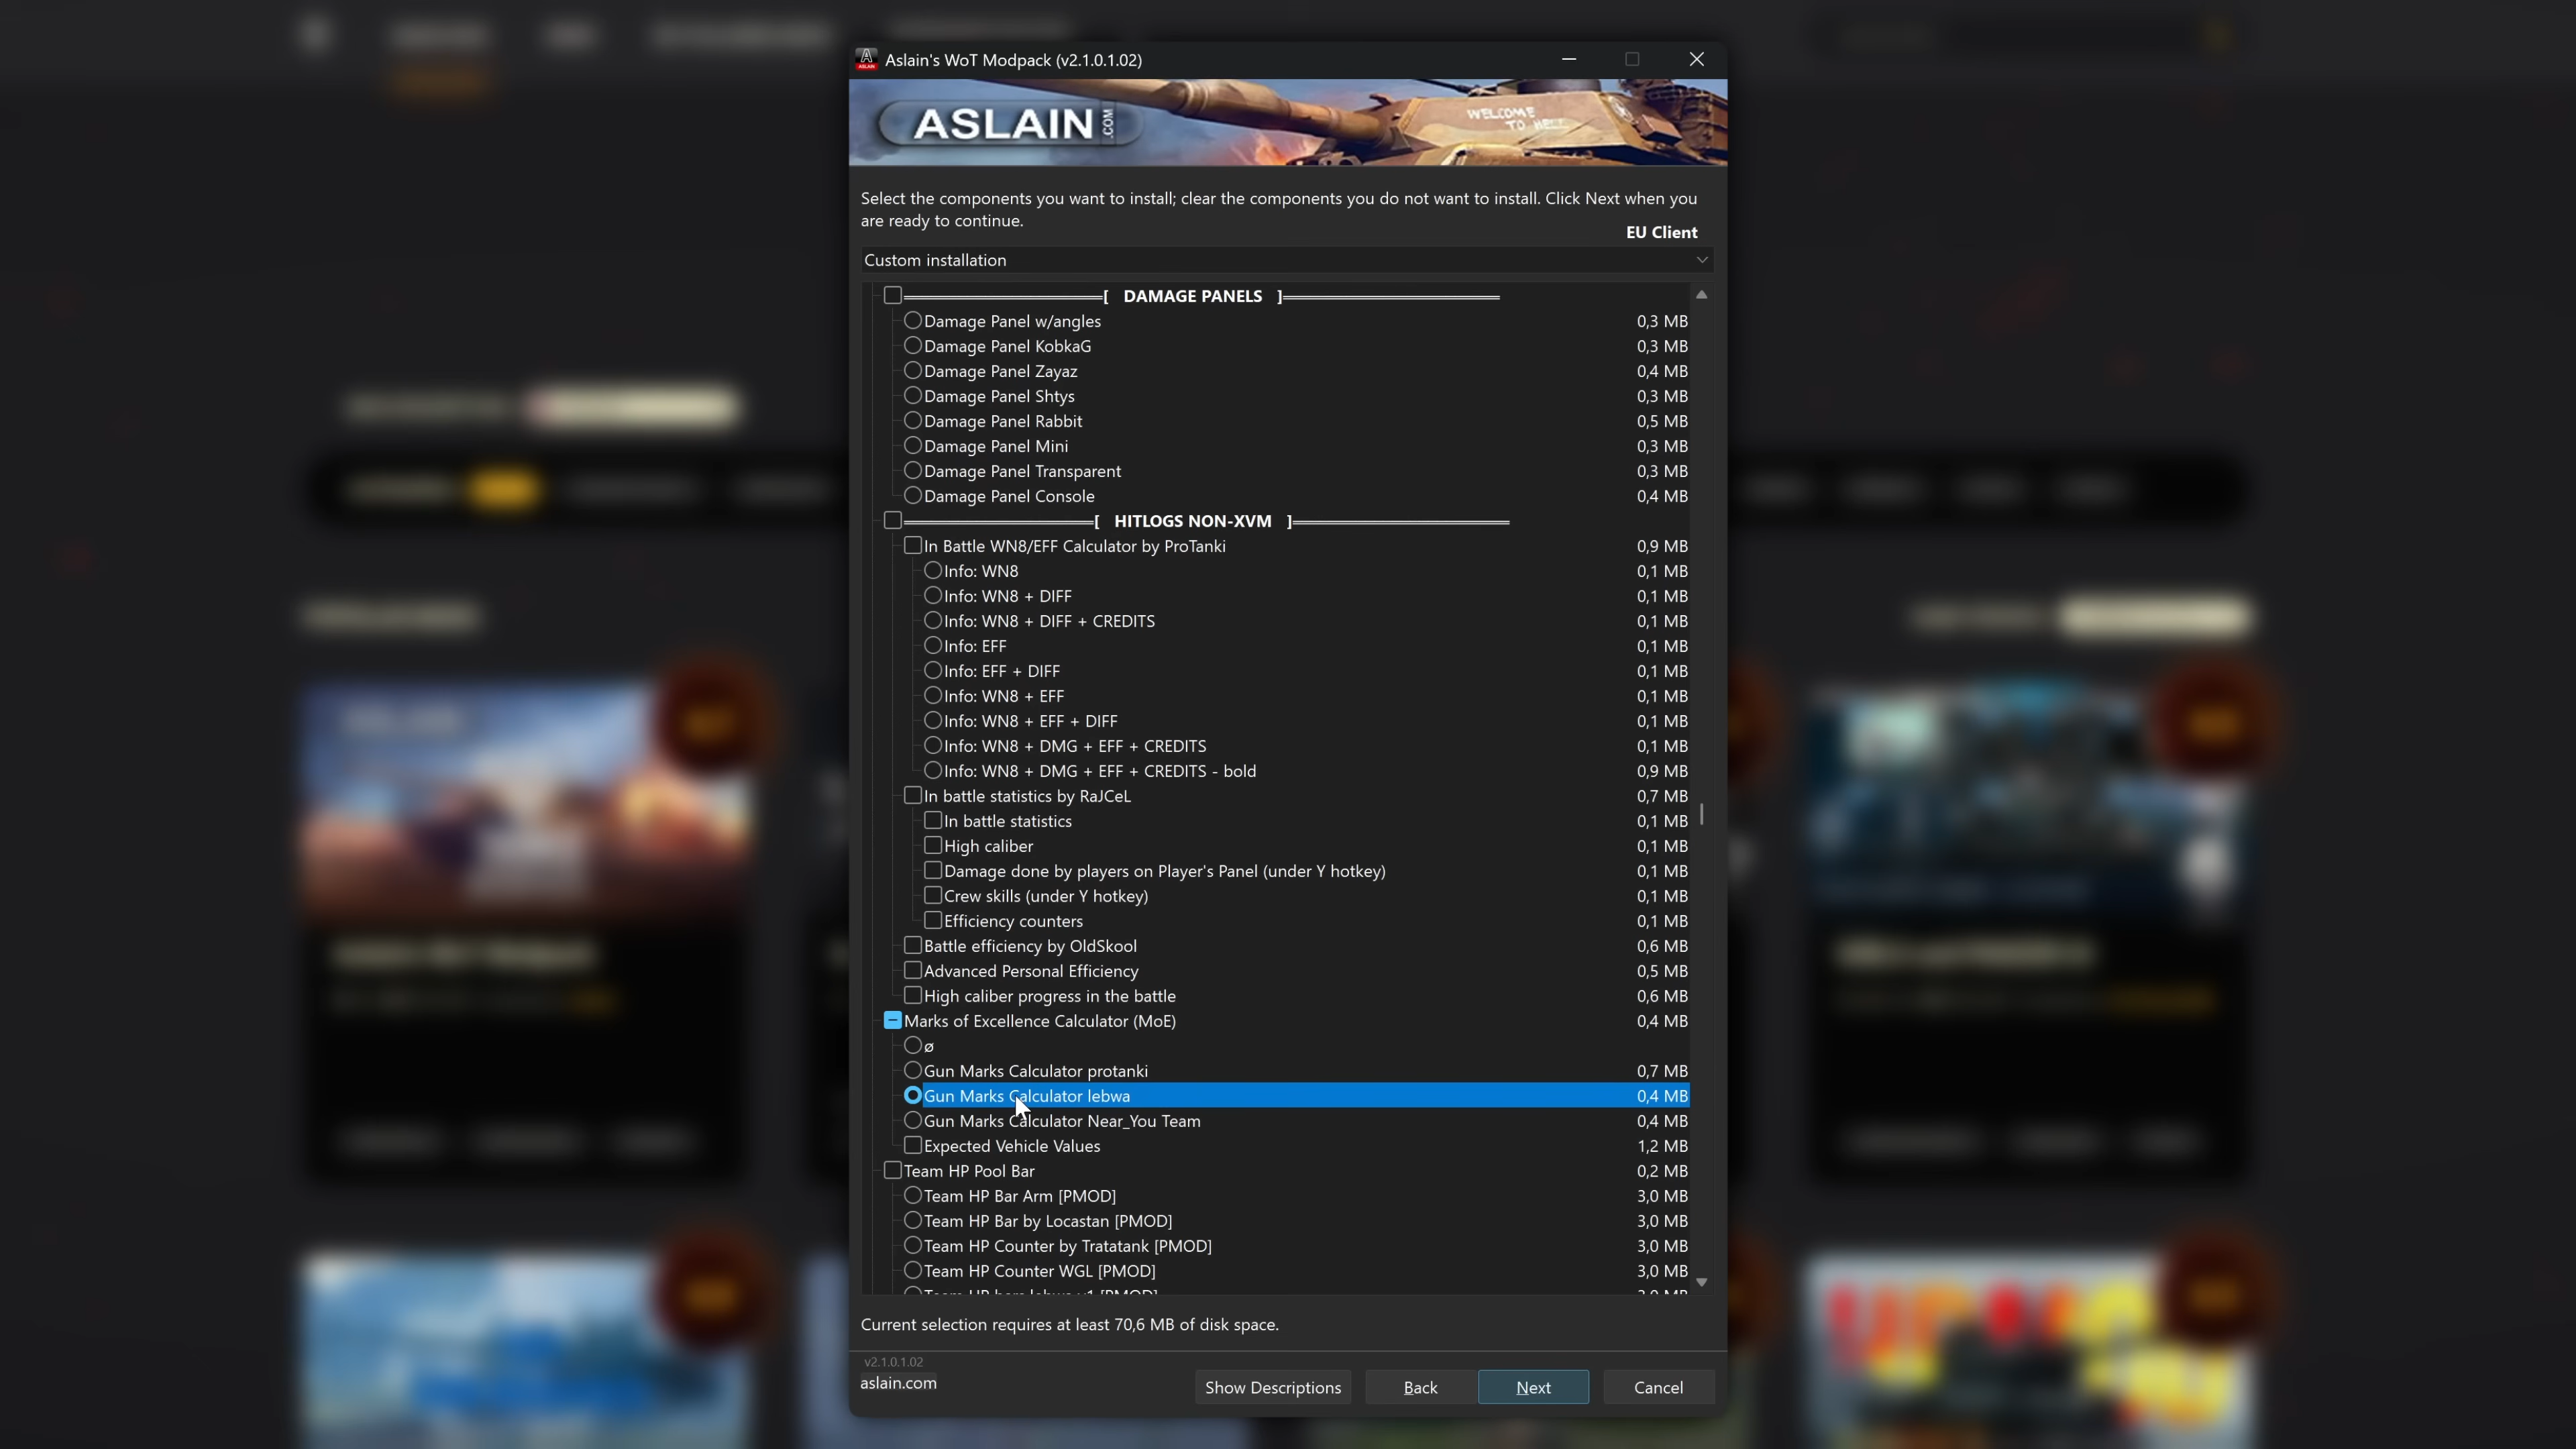 Aslain's WoT Modpack (v2.1.0.1.02)
ASLAIN.COM
WELCOME
TO HELL
Select the components you want to install; clear the components you do not want to install. Click Next when you
are ready to continue.
EU Client
Custom installation
[ DAMAGE PANELS ]
Damage Panel w/angles 0,3 MB
Damage Panel KobkaG 0,3 MB
Damage Panel Zayaz 0,4 MB
Damage Panel Shtys 0,3 MB
Damage Panel Rabbit 0,5 MB
Damage Panel Mini 0,3 MB
Damage Panel Transparent 0,3 MB
Damage Panel Console 0,4 MB
[ HITLOGS NON-XVM ]
In Battle WN8/EFF Calculator by ProTanki 0,9 MB
Info: WN8 0,1 MB
Info: WN8 + DIFF 0,1 MB
Info: WN8 + DIFF + CREDITS 0,1 MB
Info: EFF 0,1 MB
Info: EFF + DIFF 0,1 MB
Info: WN8 + EFF 0,1 MB
Info: WN8 + EFF + DIFF 0,1 MB
Info: WN8 + DMG + EFF + CREDITS 0,1 MB
Info: WN8 + DMG + EFF + CREDITS - bold 0,9 MB
In battle statistics by RaJCeL 0,7 MB
In battle statistics 0,1 MB
High caliber 0,1 MB
Damage done by players on Player's Panel (under Y hotkey) 0,1 MB
Crew skills (under Y hotkey) 0,1 MB
Efficiency counters 0,1 MB
Battle efficiency by OldSkool 0,6 MB
Advanced Personal Efficiency 0,5 MB
High caliber progress in the battle 0,6 MB
Marks of Excellence Calculator (MoE) 0,4 MB
ø
Gun Marks Calculator protanki 0,7 MB
Gun Marks Calculator lebwa 0,4 MB
Gun Marks Calculator Near_You Team 0,4 MB
Expected Vehicle Values 1,2 MB
Team HP Pool Bar 0,2 MB
Team HP Bar Arm [PMOD] 3,0 MB
Team HP Bar by Locastan [PMOD] 3,0 MB
Team HP Counter by Tratatank [PMOD] 3,0 MB
Team HP Counter WGL [PMOD] 3,0 MB
Current selection requires at least 70,6 MB of disk space.
v2.1.0.1.02
aslain.com
Show Descriptions
Back
Next
Cancel